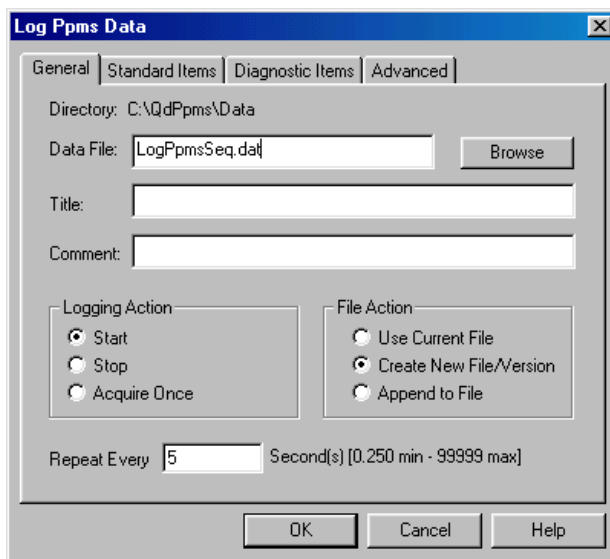 Log Ppms Data
General Standard Items Diagnostic Items Advanced
Directory: C:\QdPpms\Data
Data File: LogPpmsSeq.dat Browse
Title:
Comment:
Logging Action File Action
Start Use Current File
Stop Create New File/Version
Acquire Once Append to File
Repeat Every 5 Second(s) [0.250 min - 99999 max]
OK Cancel Help